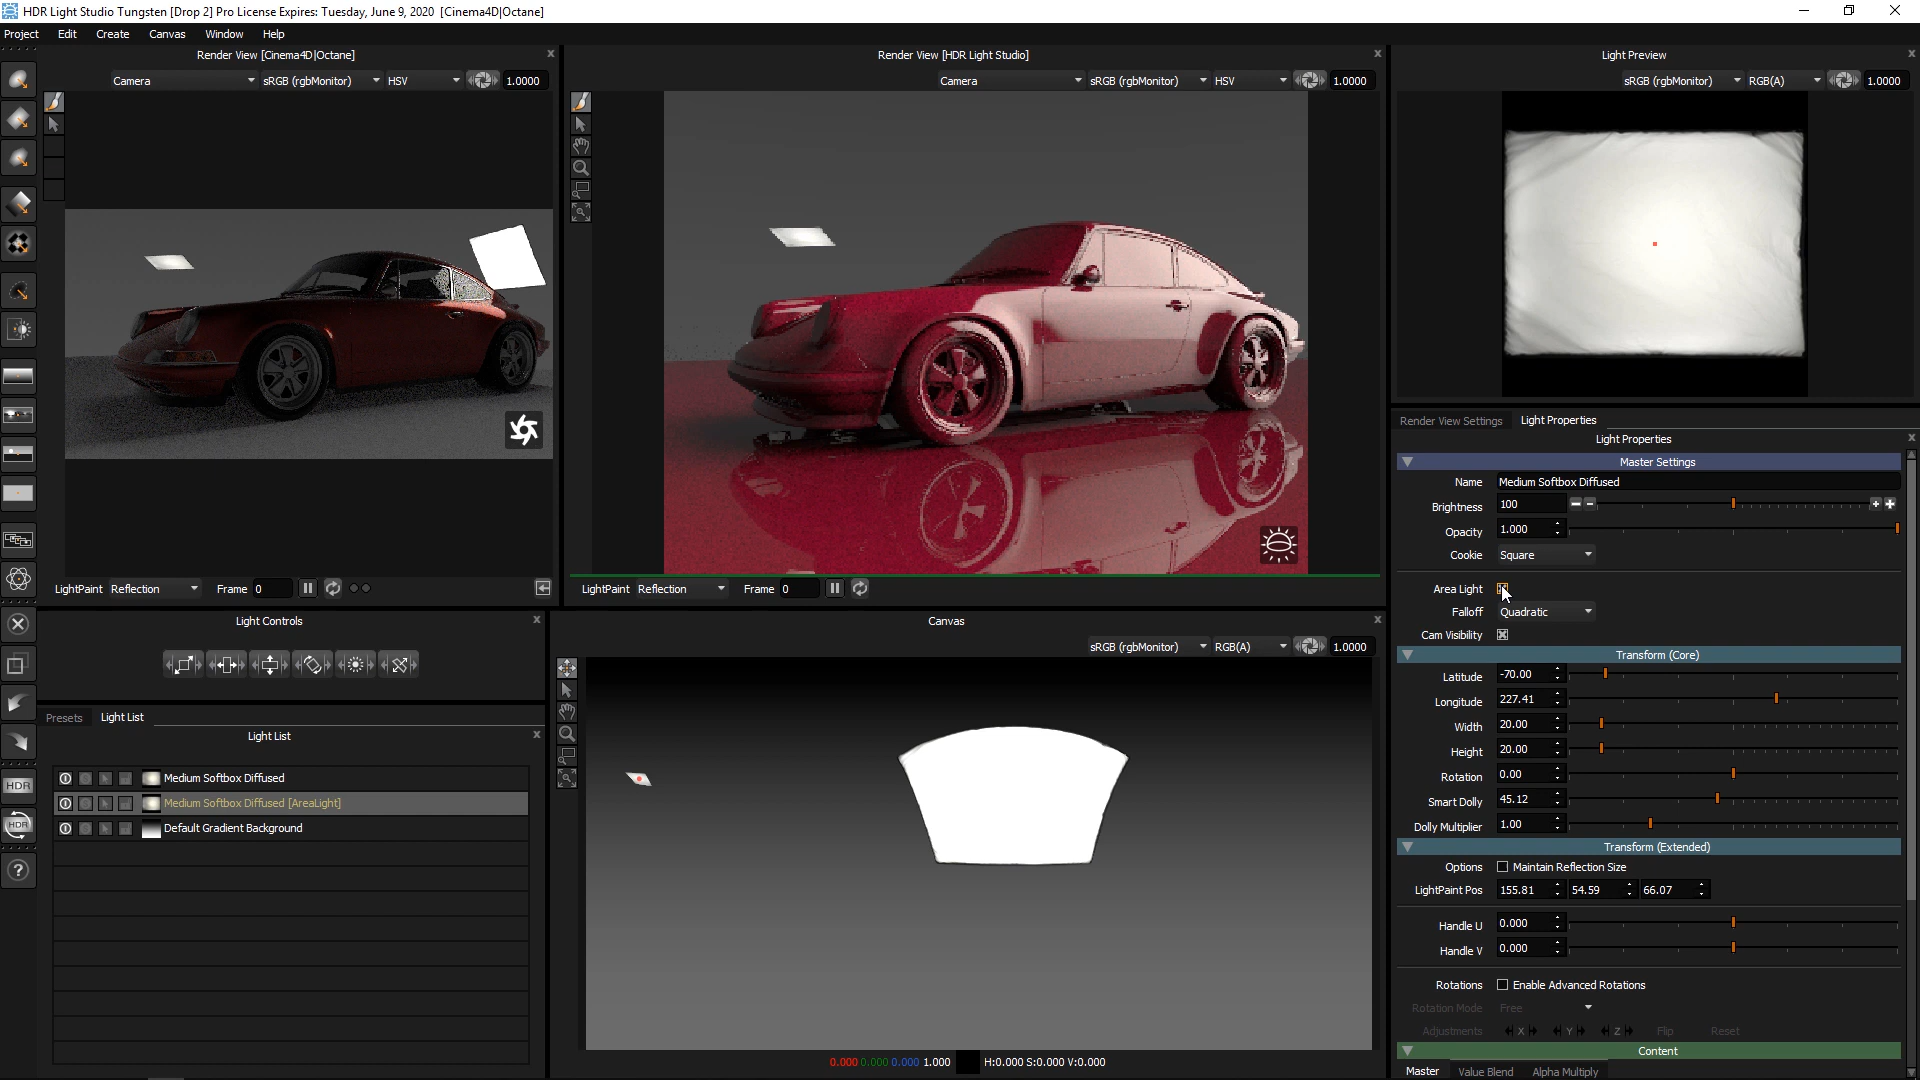 HDR Light Studio Tungsten [Drop 2] Pro License Expires: Tuesday, June 9, 2020 [Cinema4D|Octane]
Project Edit Create Canvas Window Help
Render View [Cinema4D|Octane]
Camera sRGB (rgbMonitor) HSV 1.0000
LightPaint Reflection Frame 0
Render View [HDR Light Studio]
Camera sRGB (rgbMonitor) HSV 1.0000
LightPaint Reflection Frame 0
Light Preview
sRGB (rgbMonitor) RGB(A) 1.0000
Light Controls
Presets Light List
Light List
Medium Softbox Diffused
Medium Softbox Diffused [AreaLight]
Default Gradient Background
HDR
HDR
?
Canvas
sRGB (rgbMonitor) RGB(A) 1.0000
0.000 0.000 0.000 1.000 H:0.000 S:0.000 V:0.000
Render View Settings Light Properties
Light Properties
Master Settings
Name Medium Softbox Diffused
Brightness 100
Opacity 1.000
Cookie Square
Area Light
Falloff Quadratic
Cam Visibility
Transform (Core)
Latitude -70.00
Longitude 227.41
Width 20.00
Height 20.00
Rotation 0.00
Smart Dolly 45.12
Dolly Multiplier 1.00
Transform (Extended)
Options Maintain Reflection Size
LightPaint Pos 155.81 54.59 66.07
Handle U 0.000
Handle V 0.000
Rotations Enable Advanced Rotations
Rotation Mode Free
Adjustments X Y Z Flip Reset
Content
Master Value Blend Alpha Multiply